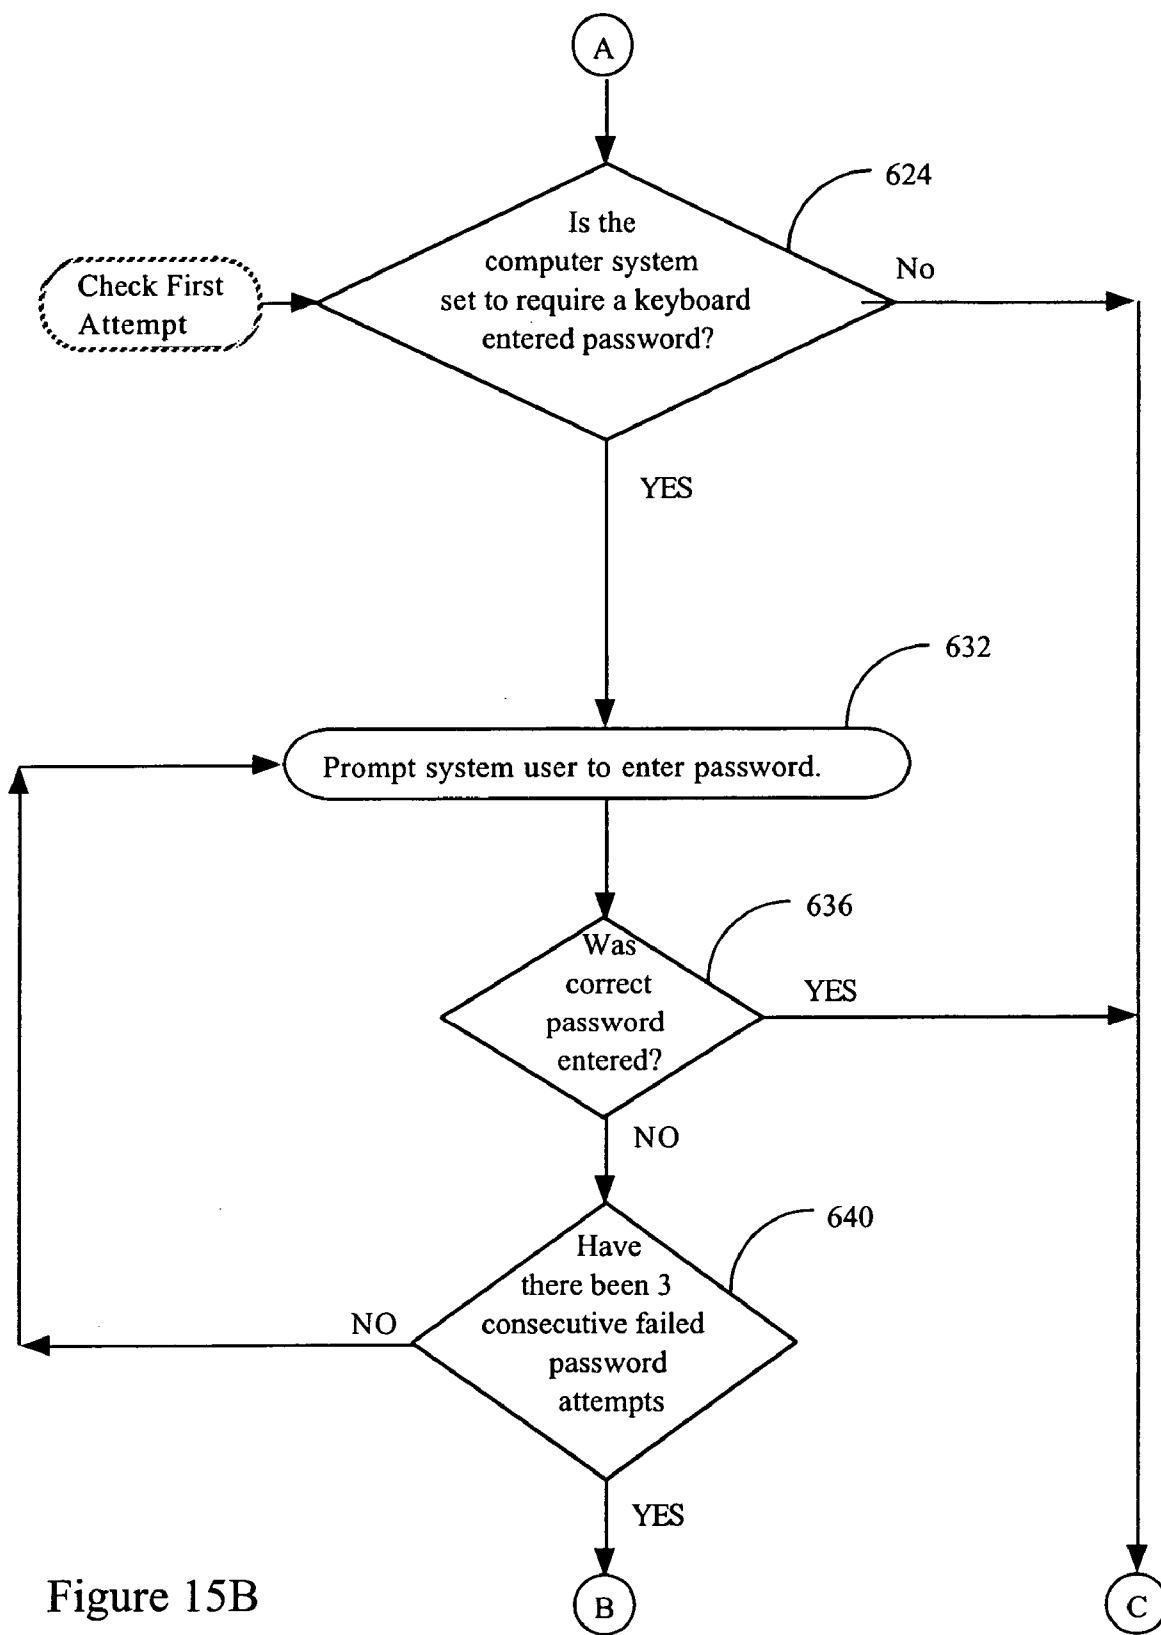 A
624
Is the
computer system
set to require a keyboard
entered password?
No
Check First
Attempt
YES
632
Prompt system user to enter password.
636
Was
correct
password
entered?
YES
NO
640
Have
there been 3
consecutive failed
password
attempts
NO
YES
Figure 15B
B
C